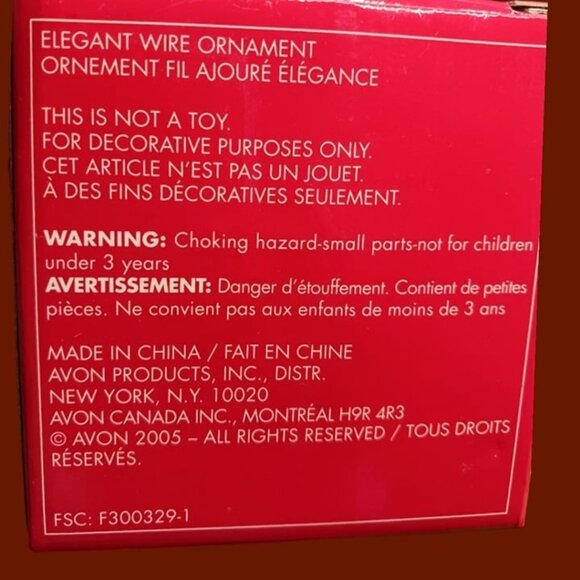 ELEGANT WIRE ORNAMENT
ORNEMENT FIL AJOURÉ ÉLÉGANCE
THIS IS NOT A TOY.
FOR DECORATIVE PURPOSES ONLY.
CET ARTICLE N'EST PAS UN JOUET.
À DES FINS DÉCORATIVES SEULEMENT.
WARNING: Choking hazard-small parts-not for children
under 3 years
AVERTISSEMENT: Danger d'étouffement. Contient de petites
pièces. Ne convient pas aux enfants de moins de 3 ans
MADE IN CHINA / FAIT EN CHINE
AVON PRODUCTS, INC., DISTR.
NEW YORK, N.Y. 10020
AVON CANADA INC., MONTRÉAL H9R 4R3
© AVON 2005 – ALL RIGHTS RESERVED / TOUS DROITS
RÉSERVÉS.
FSC: F300329-1